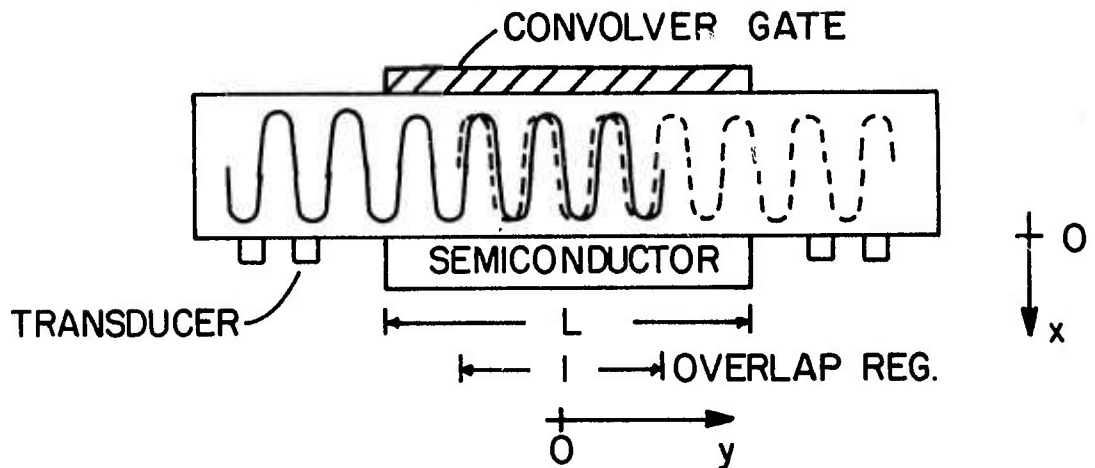 CONVOLVER GATE
SEMICONDUCTOR
O
TRANSDUCER
L
x
l OVERLAP REG.
O
y